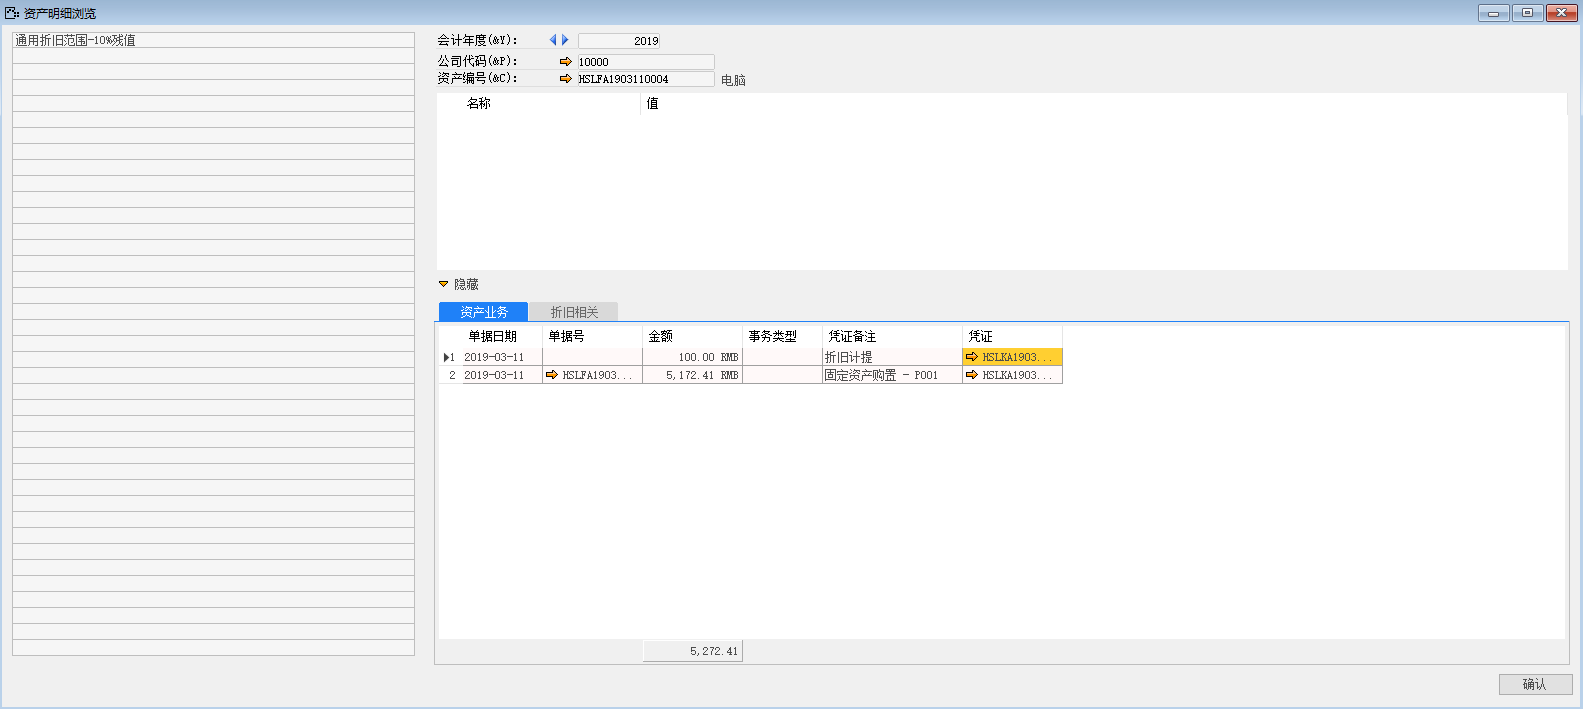 资产明细浏览
通用折旧范围-10%残值
会计年度(&Y): 2019
公司代码(&P): 10000
资产编号(&C): HSLFA1903110004 电脑
名称 值
隐藏
资产业务 折旧相关
单据日期 单据号 金额 事务类型 凭证备注 凭证
1 2019-03-11 100.00 RMB 折旧计提 HSLKA1903...
2 2019-03-11 HSLFA1903... 5,172.41 RMB 固定资产购置 - P001 HSLKA1903...
5,272.41
确认